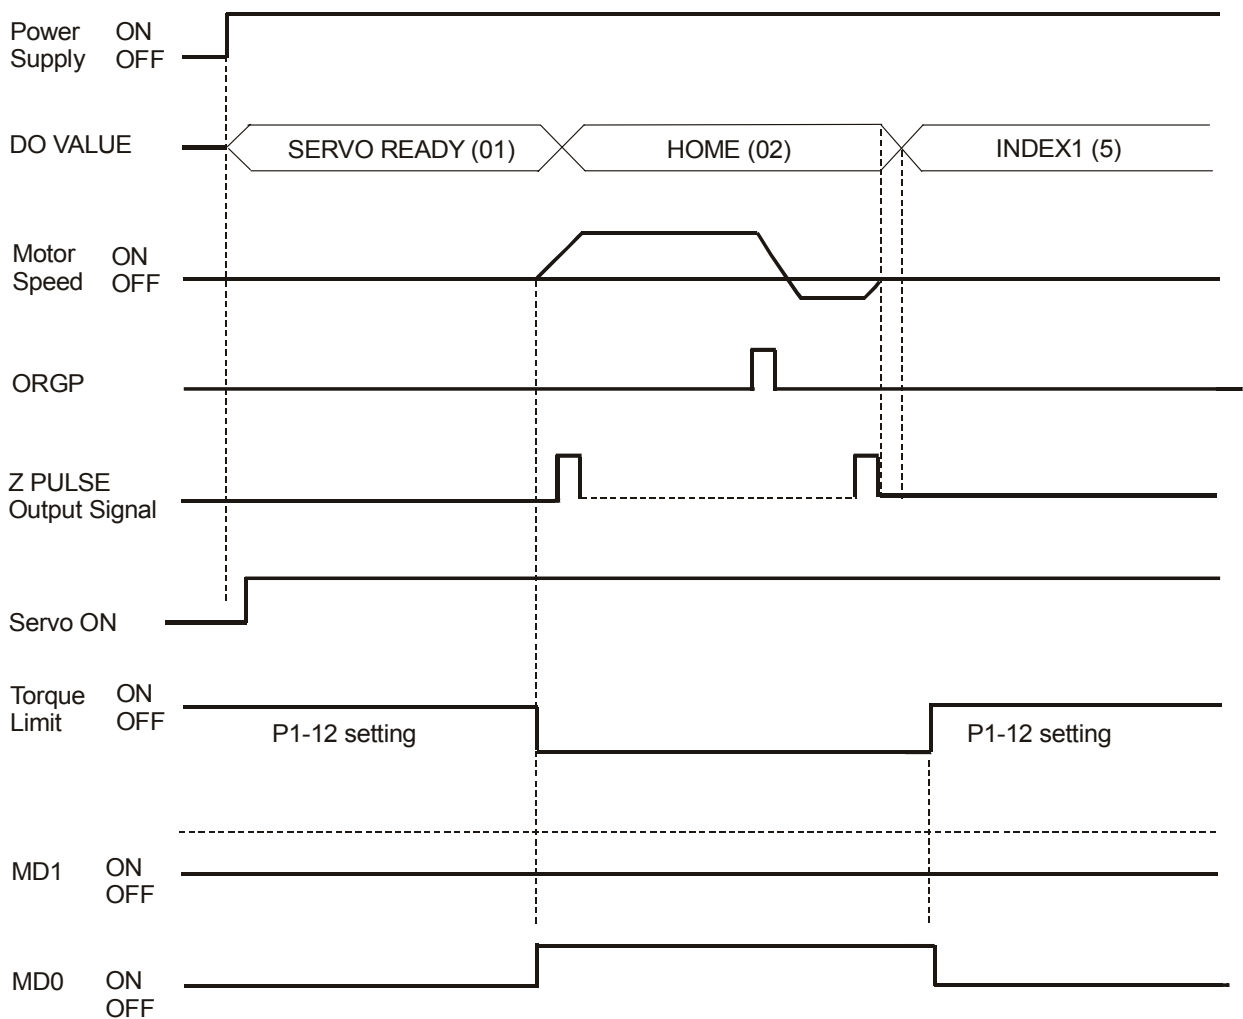 Power ON
Supply OFF
DO VALUE
SERVO READY (01)
HOME (02)
INDEX1 (5)
Motor ON
Speed OFF
ORGP
Z PULSE
Output Signal
Servo ON
Torque ON
Limit OFF
P1-12 setting
P1-12 setting
MD1 ON
OFF
MD0 ON
OFF